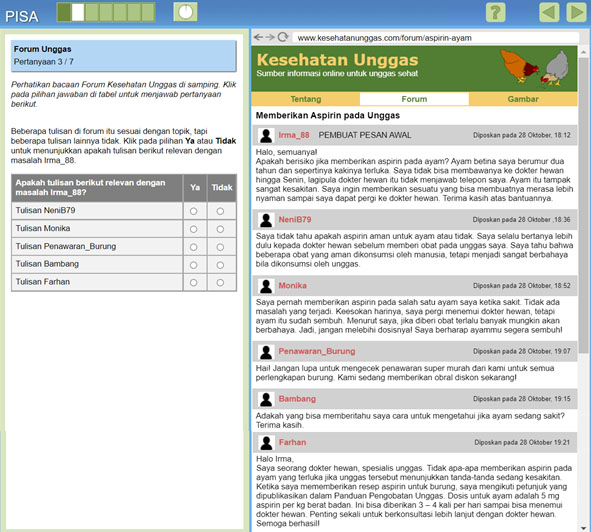 PISA
?
Forum Unggas
Pertanyaan 3 / 7
Perhatikan bacaan Forum Kesehatan Unggas di samping. Klik
pada pilihan jawaban di tabel untuk menjawab pertanyaan
berikut.
Beberapa tulisan di forum itu sesuai dengan topik, tapi
beberapa tulisan lainnya tidak. Klik pada pilihan Ya atau Tidak
untuk menunjukkan apakah tulisan berikut relevan dengan
masalah Irma_88.
Apakah tulisan berikut relevan dengan
masalah Irma_88?
Ya
Tidak
Tulisan NeniB79
Tulisan Monika
Tulisan Penawaran_Burung
Tulisan Bambang
Tulisan Farhan
www.kesehatanunggas.com/forum/aspirin-ayam
Kesehatan Unggas
Sumber informasi online untuk unggas sehat
Tentang
Forum
Gambar
Memberikan Aspirin pada Unggas
Irma_88 PEMBUAT PESAN AWAL Diposkan pada 28 Oktober, 18:12
Halo, semuanya!
Apakah berisiko jika memberikan aspirin pada ayam? Ayam betina saya berumur dua
tahun dan sepertinya kakinya terluka. Saya tidak bisa membawanya ke dokter hewan
hingga Senin, lagipula dokter hewan itu tidak menjawab telepon saya. Ayam itu tampak
sangat kesakitan. Saya ingin memberikan sesuatu yang bisa membuatnya merasa lebih
nyaman sampai saya dapat pergi ke dokter hewan. Terima kasih atas bantuannya.
NeniB79 Diposkan pada 28 Oktober ,18:36
Saya tidak tahu apakah aspirin aman untuk ayam atau tidak. Saya selalu bertanya lebih
dulu kepada dokter hewan sebelum memberi obat pada unggas saya. Saya tahu bahwa
beberapa obat yang aman dikonsumsi oleh manusia, tetapi menjadi sangat berbahaya
bila dikonsumsi oleh unggas.
Monika Diposkan pada 28 Oktober, 18:52
Saya pernah memberikan aspirin pada salah satu ayam saya ketika sakit. Tidak ada
masalah yang terjadi. Keesokan harinya, saya pergi menemui dokter hewan, tetapi
ayam itu sudah sembuh. Menurut saya, jika diberi obat terlalu banyak mungkin akan
berbahaya. Jadi, jangan melebihi dosisnya! Saya berharap ayammu segera sembuh!
Penawaran_Burung Diposkan pada 28 Oktober, 19:07
Hai! Jangan lupa untuk mengecek penawaran super murah dari kami untuk semua
perlengkapan burung. Kami sedang memberikan obral diskon sekarang!
Bambang Diposkan pada 28 Oktober, 19:15
Adakah yang bisa memberitahu saya cara untuk mengetahui jika ayam sedang sakit?
Terima kasih.
Farhan Diposkan pada 28 Oktober 19:21
Halo Irma,
Saya seorang dokter hewan, spesialis unggas. Tidak apa-apa memberikan aspirin pada
ayam yang terluka jika unggas tersebut menunjukkan tanda-tanda sedang kesakitan.
Ketika saya mememberikan resep aspirin untuk burung, saya mengikuti petunjuk yang
dipublikasikan dalam Panduan Pengobatan Unggas. Dosis untuk ayam adalah 5 mg
aspirin per kg berat badan. Ini bisa diberikan 3 – 4 kali per hari sampai bisa menemui
dokter hewan. Penting sekali untuk berkonsultasi lebih lanjut dengan dokter hewan.
Semoga berhasil!